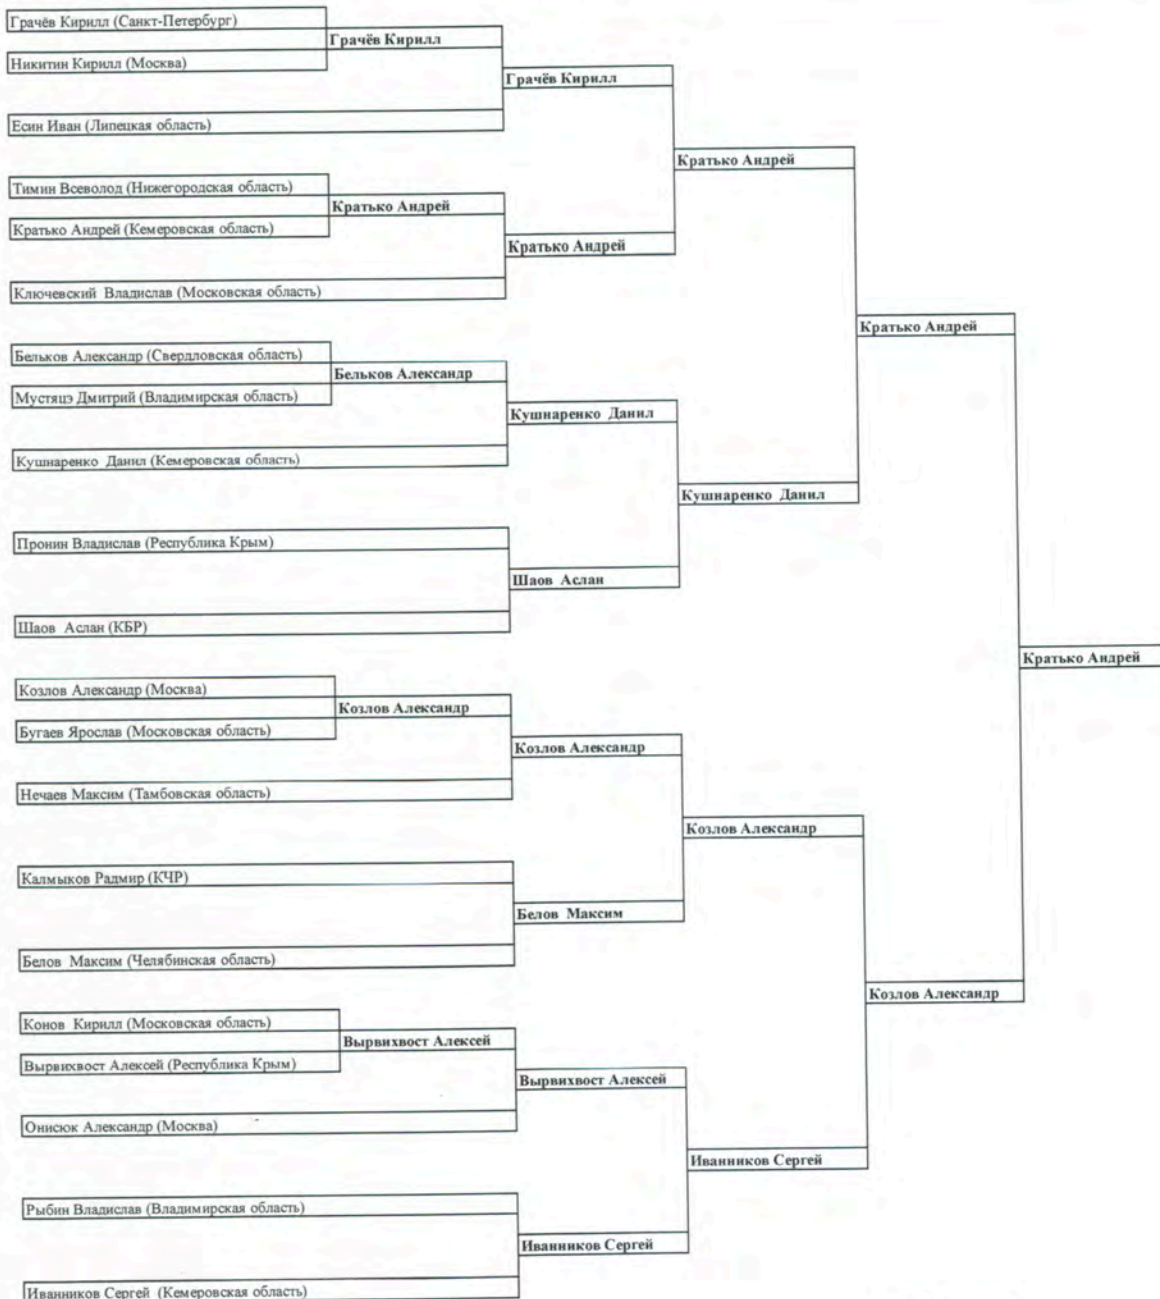 Грачёв Кирилл (Санкт-Петербург)
Грачёв Кирилл
Никитин Кирилл (Москва)
Грачёв Кирилл
Есин Иван (Липецкая область)
Кратько Андрей
Тимин Всеволод (Нижегородская область)
Кратько Андрей
Кратько Андрей (Кемеровская область)
Кратько Андрей
Ключевский Владислав (Московская область)
Кратько Андрей
Бельков Александр (Свердловская область)
Бельков Александр
Мустяцэ Дмитрий (Владимирская область)
Кушнаренко Данил
Кушнаренко Данил (Кемеровская область)
Кушнаренко Данил
Пронин Владислав (Республика Крым)
Шаов Аслан
Шаов Аслан (КБР)
Кратько Андрей
Козлов Александр (Москва)
Козлов Александр
Бугаев Ярослав (Московская область)
Козлов Александр
Нечаев Максим (Тамбовская область)
Козлов Александр
Калмыков Радмир (КЧР)
Белов Максим
Белов Максим (Челябинская область)
Козлов Александр
Конов Кирилл (Московская область)
Вырвихвост Алексей
Вырвихвост Алексей (Республика Крым)
Вырвихвост Алексей
Онисюк Александр (Москва)
Иванников Сергей
Рыбин Владислав (Владимирская область)
Иванников Сергей
Иванников Сергей (Кемеровская область)